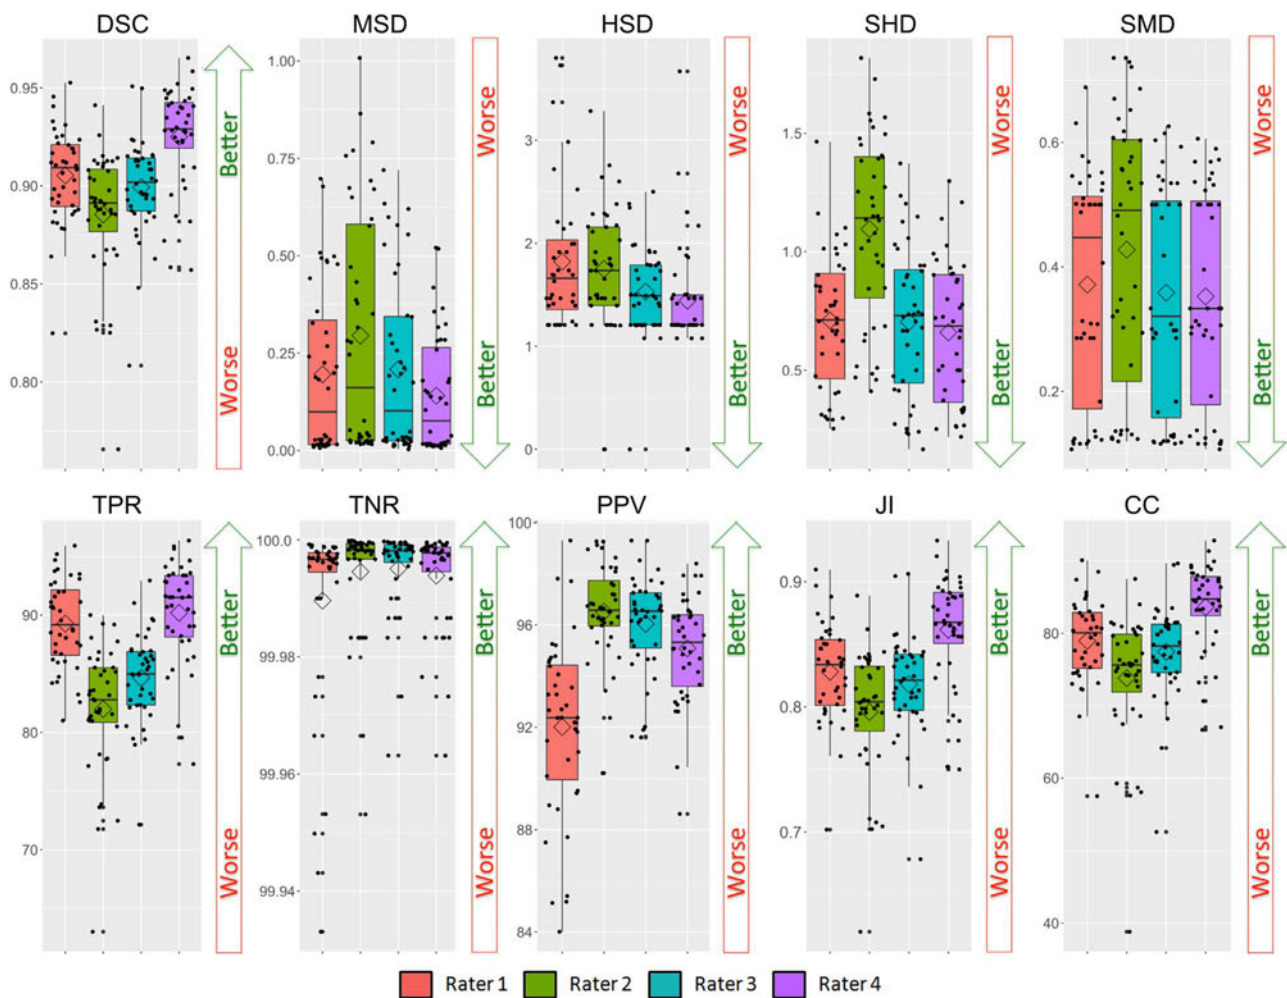 DSC MSD HSD SHD SMD
0.95
0.90
0.85
0.80
Better
Worse
1.00
0.75
0.50
0.25
0.00
Worse
Better
3
2
1
0
Worse
Better
1.5
1.0
0.5
Worse
Better
0.6
0.4
0.2
Worse
Better
TPR TNR PPV JI CC
90
80
70
Better
Worse
100.0
99.98
99.96
99.94
Better
Worse
100
96
92
88
84
Better
Worse
0.9
0.8
0.7
Better
Worse
80
60
40
Better
Worse
Rater 1 Rater 2 Rater 3 Rater 4